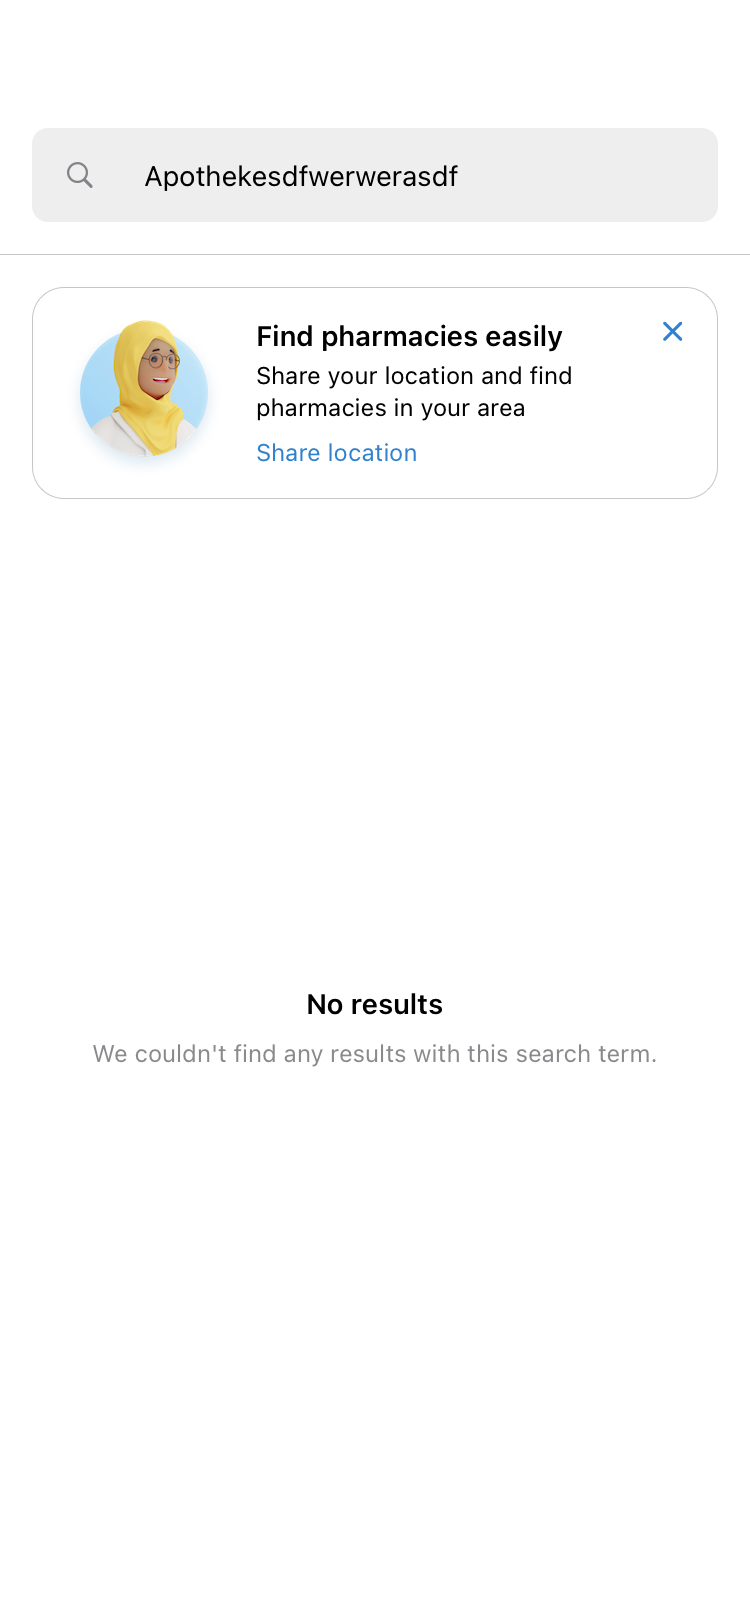 Apothekesdfwerwerasdf
Find pharmacies easily
Share your location and find
pharmacies in your area
Share location
No results
We couldn't find any results with this search term.